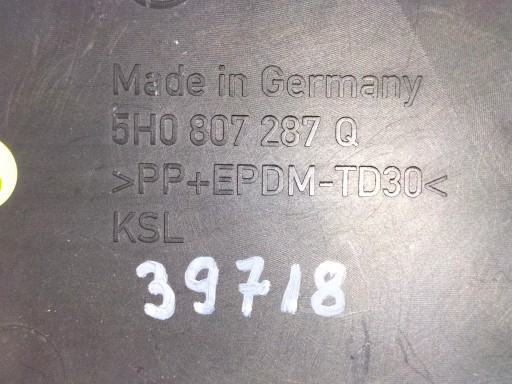 Made in Germany
5H0 807 287 Q
>PP+EPDM-TD30<
KSL
39718